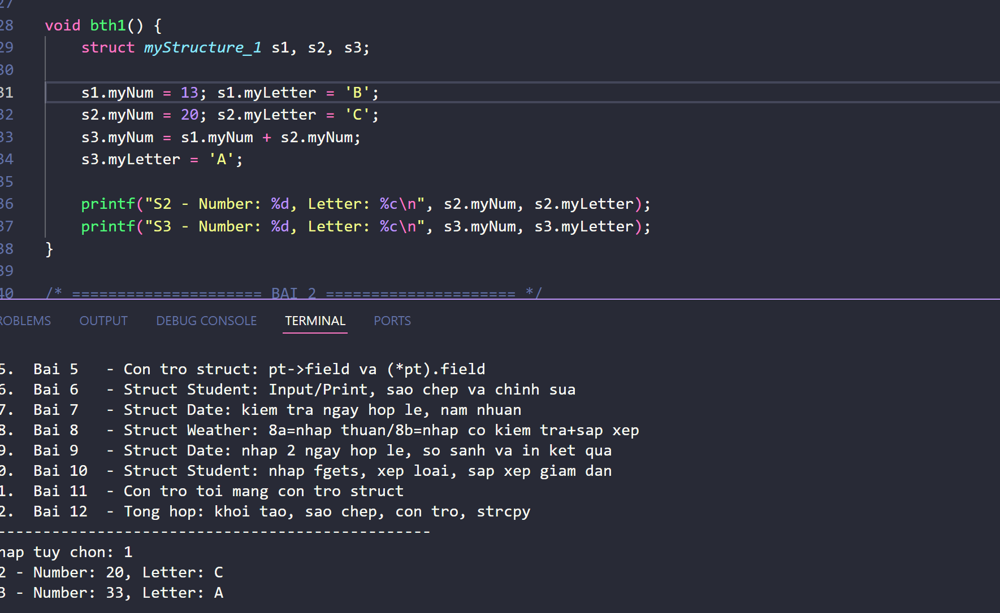 27
28 void bth1() {
29 struct myStructure_1 s1, s2, s3;
30
31 s1.myNum = 13; s1.myLetter = 'B';
32 s2.myNum = 20; s2.myLetter = 'C';
33 s3.myNum = s1.myNum + s2.myNum;
34 s3.myLetter = 'A';
35
36 printf("S2 - Number: %d, Letter: %c\n", s2.myNum, s2.myLetter);
37 printf("S3 - Number: %d, Letter: %c\n", s3.myNum, s3.myLetter);
38 }
39
40 /* ===================== BAI 2 ===================== */
ROBLEMS OUTPUT DEBUG CONSOLE TERMINAL PORTS
5. Bai 5 - Con tro struct: pt->field va (*pt).field
6. Bai 6 - Struct Student: Input/Print, sao chep va chinh sua
7. Bai 7 - Struct Date: kiem tra ngay hop le, nam nhuan
8. Bai 8 - Struct Weather: 8a=nhap thuan/8b=nhap co kiem tra+sap xep
9. Bai 9 - Struct Date: nhap 2 ngay hop le, so sanh va in ket qua
0. Bai 10 - Struct Student: nhap fgets, xep loai, sap xep giam dan
1. Bai 11 - Con tro toi mang con tro struct
2. Bai 12 - Tong hop: khoi tao, sao chep, con tro, strcpy
------------------------------------------------
hap tuy chon: 1
2 - Number: 20, Letter: C
3 - Number: 33, Letter: A